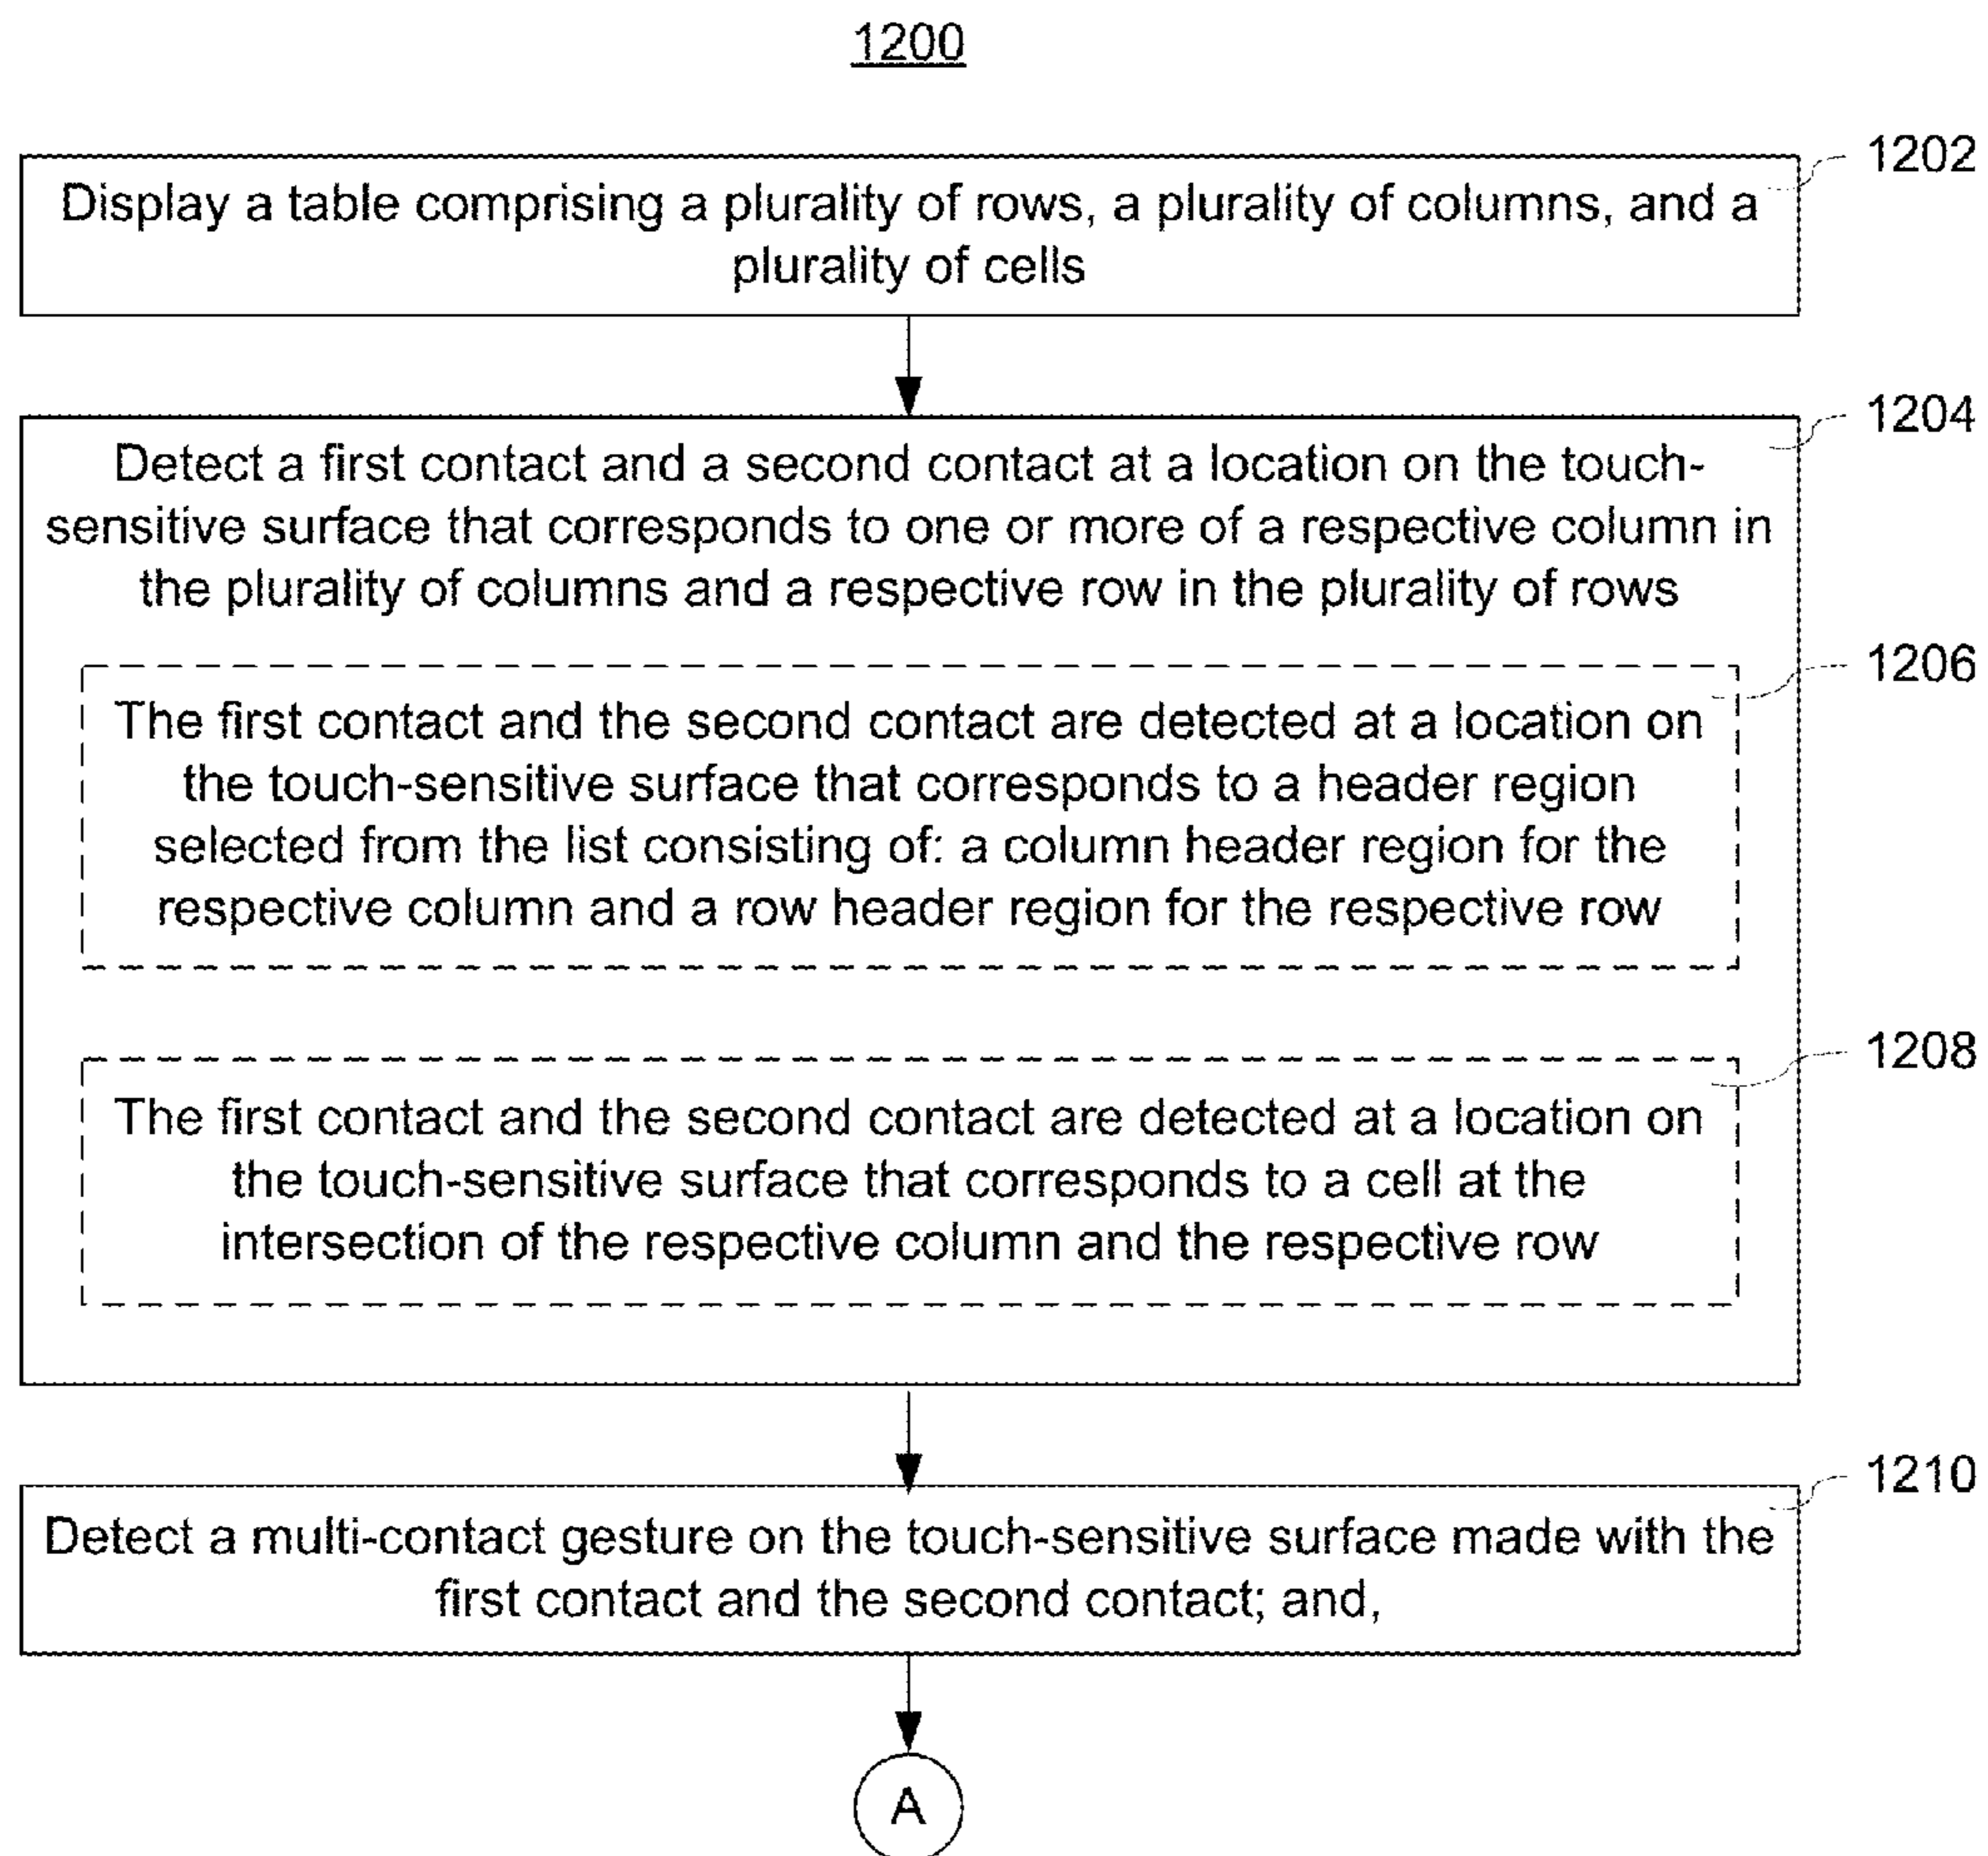 1200
1202
Display a table comprising a plurality of rows, a plurality of columns, and a
plurality of cells
1204
Detect a first contact and a second contact at a location on the touch-
sensitive surface that corresponds to one or more of a respective column in
the plurality of columns and a respective row in the plurality of rows
1206
The first contact and the second contact are detected at a location on
the touch-sensitive surface that corresponds to a header region
selected from the list consisting of: a column header region for the
respective column and a row header region for the respective row
1208
The first contact and the second contact are detected at a location on
the touch-sensitive surface that corresponds to a cell at the
intersection of the respective column and the respective row
1210
Detect a multi-contact gesture on the touch-sensitive surface made with the
first contact and the second contact; and,
A